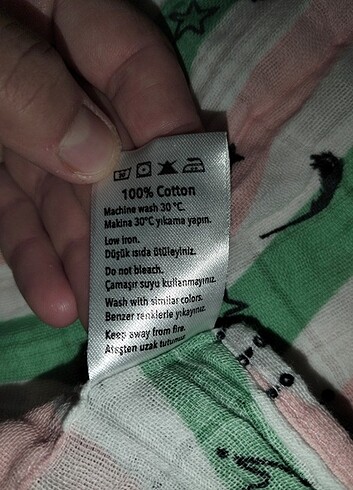 100% Cotton
Machine wash 30 °C.
Makina 30°C yıkama yapın.
Low iron.
Düşük ısıda ütüleyiniz.
Do not bleach.
Çamaşır suyu kullanmayınız.
Wash with similar colors.
Benzer renklerle yıkayınız.
Keep away from fire.
Ateşten uzak tutunuz.